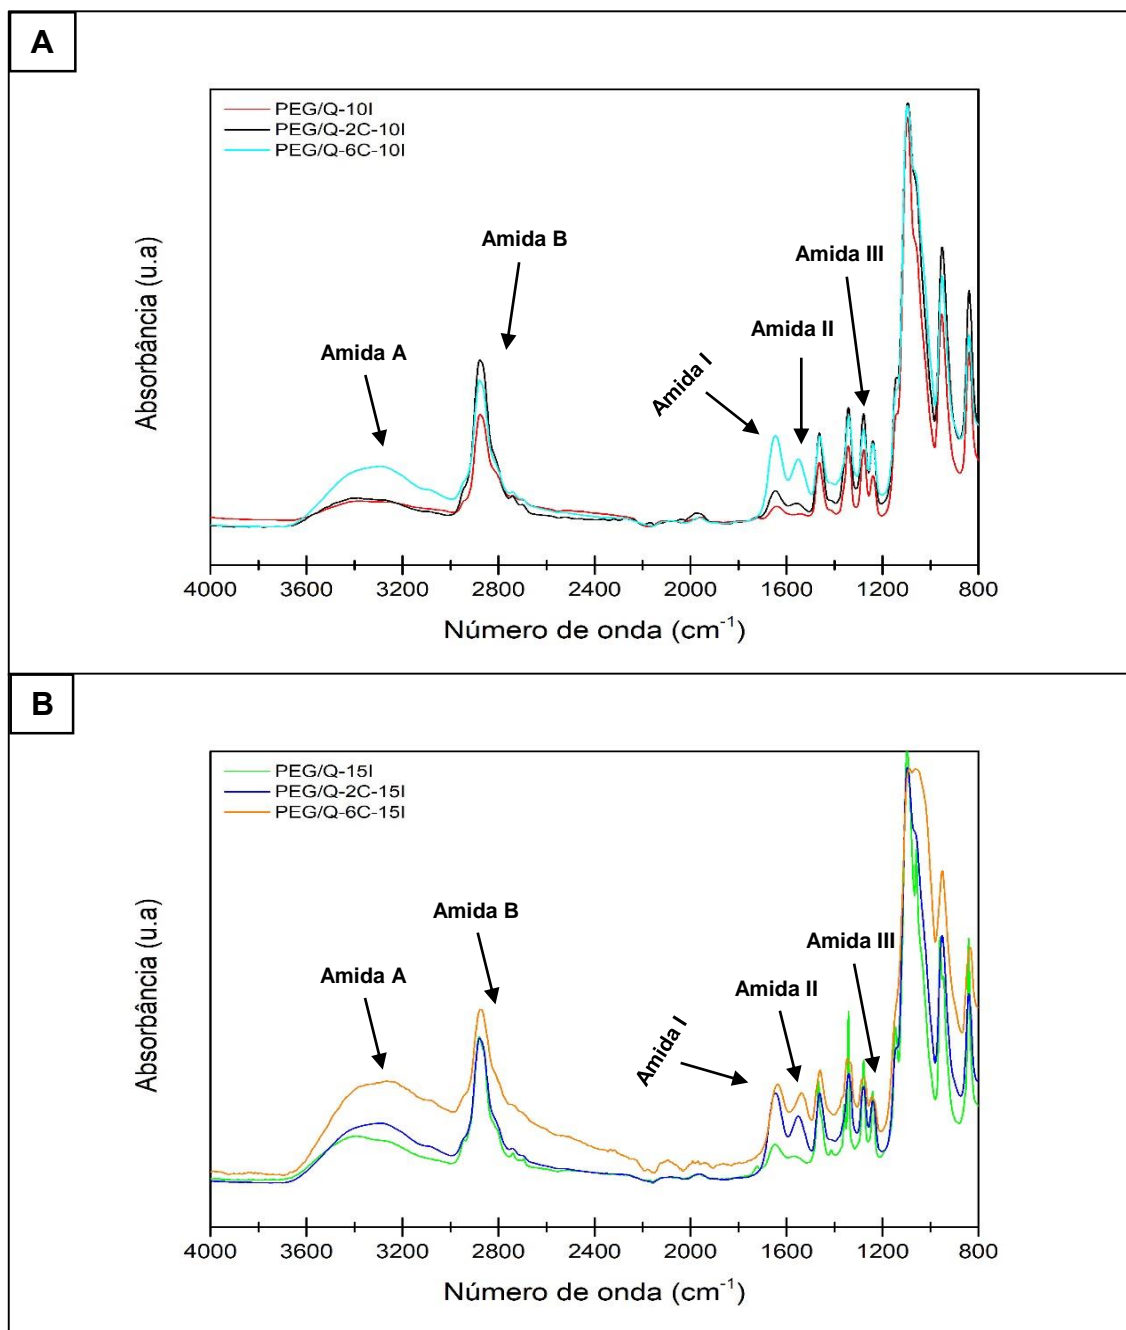 A
PEG/Q-10I
PEG/Q-2C-10I
PEG/Q-6C-10I
Absorbância (u.a)
Amida A
Amida B
Amida I
Amida II
Amida III
4000 3600 3200 2800 2400 2000 1600 1200 800
Número de onda (cm⁻¹)
B
PEG/Q-15I
PEG/Q-2C-15I
PEG/Q-6C-15I
Absorbância (u.a)
Amida A
Amida B
Amida I
Amida II
Amida III
4000 3600 3200 2800 2400 2000 1600 1200 800
Número de onda (cm⁻¹)